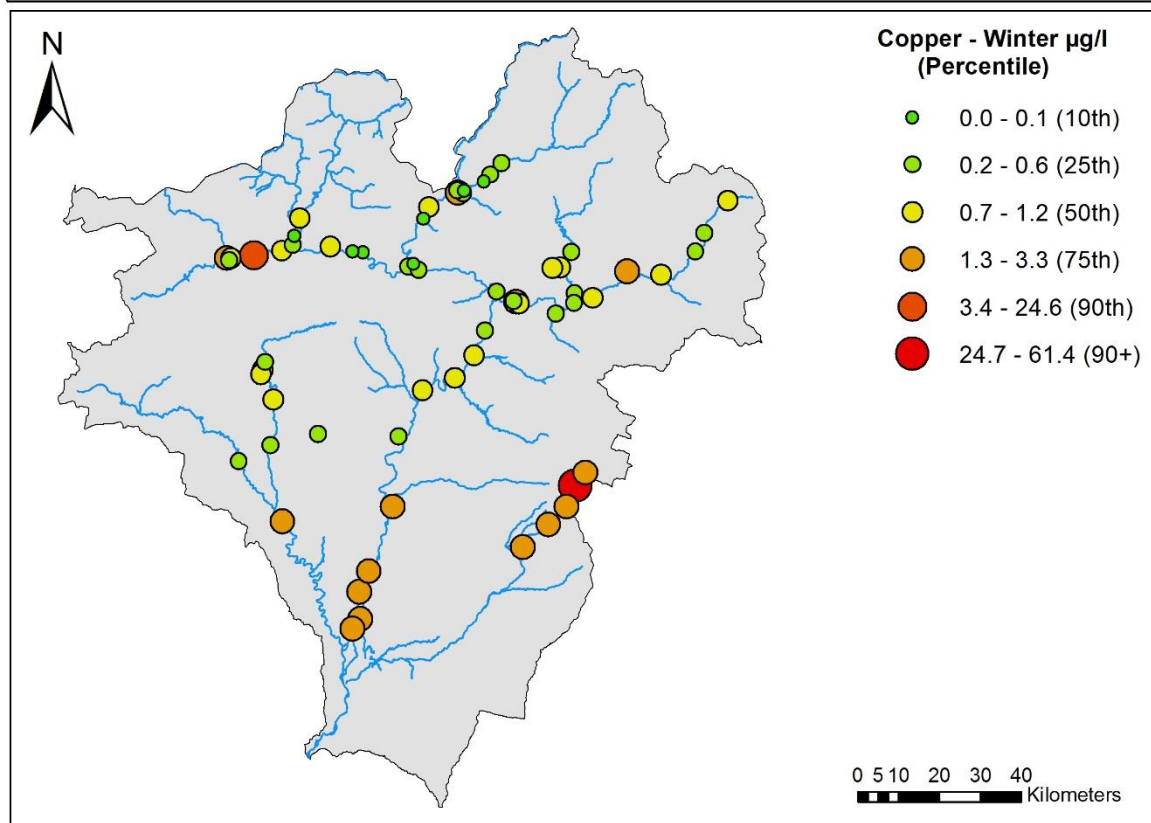 N
Copper - Winter µg/l
(Percentile)
0.0 - 0.1 (10th)
0.2 - 0.6 (25th)
0.7 - 1.2 (50th)
1.3 - 3.3 (75th)
3.4 - 24.6 (90th)
24.7 - 61.4 (90+)
0 5 10 20 30 40
Kilometers